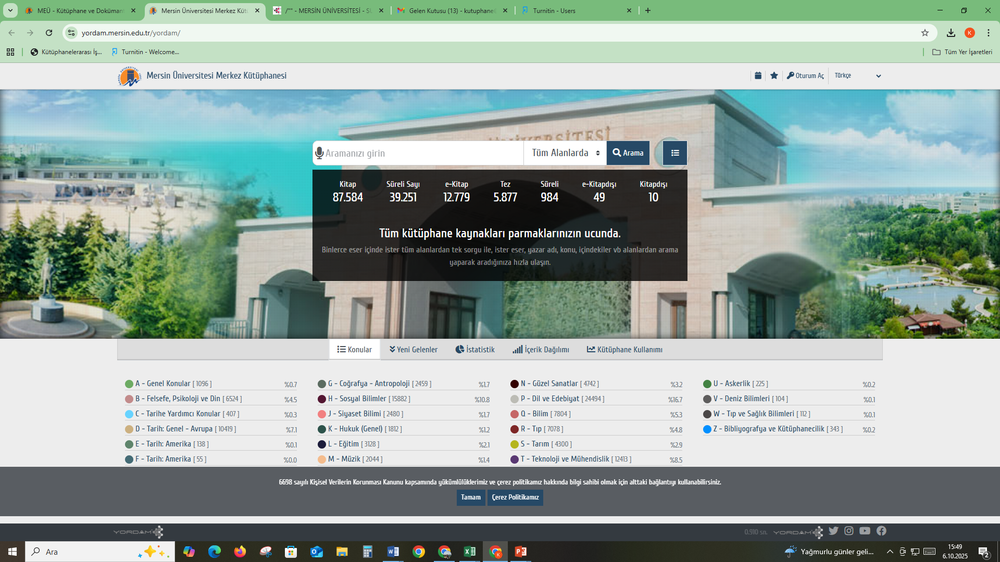 MEÜ - Kütüphane ve Dokümant
Mersin Üniversitesi Merkez Kütü
/"" - MERSİN ÜNİVERSİTESİ - SÜ
Gelen Kutusu (13) - kutuphane@
Turnitin - Users
yordam.mersin.edu.tr/yordam/
K
Kütüphanelerarası İş...
Turnitin - Welcome...
Tüm Yer İşaretleri
Mersin Üniversitesi Merkez Kütüphanesi
Oturum Aç
Türkçe
Aramanızı girin
Tüm Alanlarda
Arama
Kitap Süreli Sayı e-Kitap Tez Süreli e-Kitapdışı Kitapdışı
87.584 39.251 12.779 5.877 984 49 10
Tüm kütüphane kaynakları parmaklarınızın ucunda.
Binlerce eser içinde ister tüm alanlardan tek sorgu ile, ister eser, yazar adı, konu, içindekiler vb alanlardan arama
yaparak aradığınıza hızla ulaşın.
Konular Yeni Gelenler İstatistik İçerik Dağılımı Kütüphane Kullanımı
A - Genel Konular [ 1096 ] %0.7
B - Felsefe, Psikoloji ve Din [ 6524 ] %4.5
C - Tarihe Yardımcı Konular [ 407 ] %0.3
D - Tarih: Genel - Avrupa [ 10419 ] %7.1
E - Tarih: Amerika [ 138 ] %0.1
F - Tarih: Amerika [ 55 ] %0.0
G - Coğrafya - Antropoloji [ 2459 ] %1.7
H - Sosyal Bilimler [ 15882 ] %10.8
J - Siyaset Bilimi [ 2480 ] %1.7
K - Hukuk (Genel) [ 1812 ] %1.2
L - Eğitim [ 3128 ] %2.1
M - Müzik [ 2044 ] %1.4
N - Güzel Sanatlar [ 4742 ] %3.2
P - Dil ve Edebiyat [ 24494 ] %16.7
Q - Bilim [ 7804 ] %5.3
R - Tıp [ 7078 ] %4.8
S - Tarım [ 4300 ] %2.9
T - Teknoloji ve Mühendislik [ 12413 ] %8.5
U - Askerlik [ 225 ] %0.2
V - Deniz Bilimleri [ 104 ] %0.1
W - Tıp ve Sağlık Bilimleri [ 112 ] %0.1
Z - Bibliyografya ve Kütüphanecilik [ 343 ] %0.2
6698 sayılı Kişisel Verilerin Korunması Kanunu kapsamında yükümlülüklerimiz ve çerez politikamız hakkında bilgi sahibi olmak için alttaki bağlantıyı kullanabilirsiniz.
Tamam
Çerez Politikamız
YORDAM
0.910 sn.
YORDAM
Ara
Yağmurlu günler geli...
15:49
6.10.2025
2